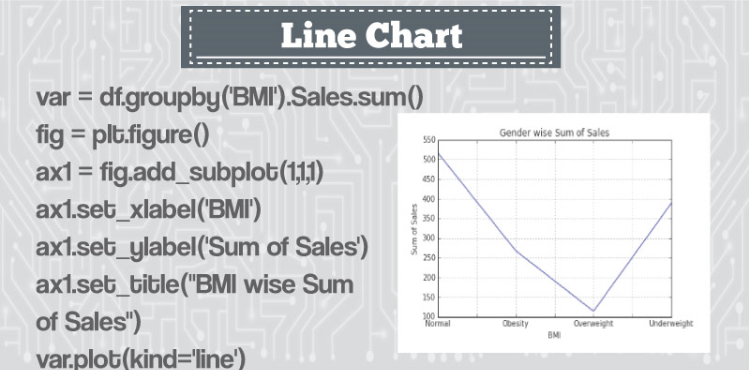 Line Chart
var = df.groupby('BMI').Sales.sum()
fig = plt.figure()
ax1 = fig.add_subplot(1,1,1)
ax1.set_xlabel('BMI')
ax1.set_ylabel('Sum of Sales')
ax1.set_title("BMI wise Sum
of Sales")
var.plot(kind='line')
Gender wise Sum of Sales
550
500
450
400
350
300
250
200
150
100
Sum of Sales
Normal Obesity Overweight Underweight
BMI